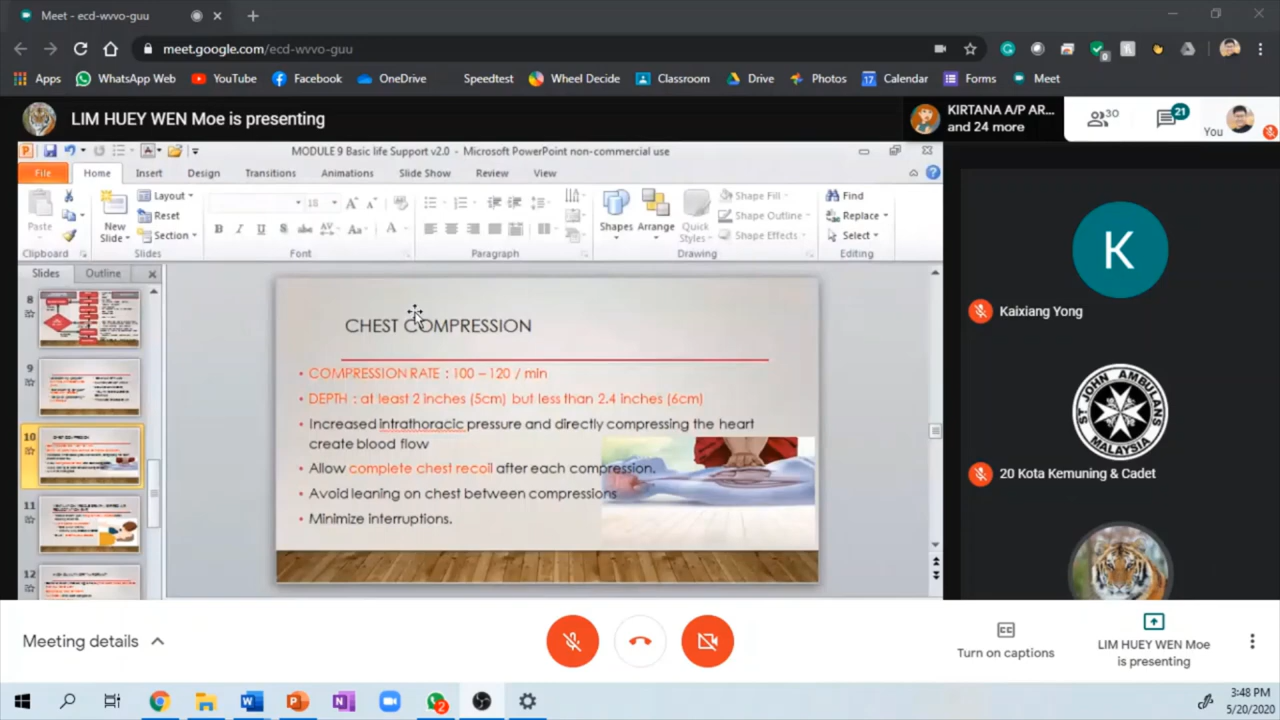 Meet - ecd-wvvo-guu
meet.google.com/ecd-wvvo-guu
Apps WhatsApp Web YouTube Facebook OneDrive Speedtest Wheel Decide Classroom Drive Photos Calendar Forms Meet
LIM HUEY WEN Moe is presenting
KIRTANA A/P AR...
and 24 more
30
21
You
MODULE 9 Basic life Support v2.0 - Microsoft PowerPoint non-commercial use
File Home Insert Design Transitions Animations Slide Show Review View
Paste
New
Slide
Layout
Reset
Section
18
Shapes Arrange Quick
Styles
Shape Fill
Shape Outline
Shape Effects
Find
Replace
Select
Clipboard Slides Font Paragraph Drawing Editing
Slides Outline
8
9
10
11
12
CHEST COMPRESSION
• COMPRESSION RATE : 100 – 120 / min
• DEPTH : at least 2 inches (5cm) but less than 2.4 inches (6cm)
• Increased intrathoracic pressure and directly compressing the heart
create blood flow
• Allow complete chest recoil after each compression.
• Avoid leaning on chest between compressions
• Minimize interruptions.
K
Kaixiang Yong
ST JOHN AMBULANS
MALAYSIA
20 Kota Kemuning & Cadet
Meeting details
Turn on captions
LIM HUEY WEN Moe
is presenting
2
3:48 PM
5/20/2020